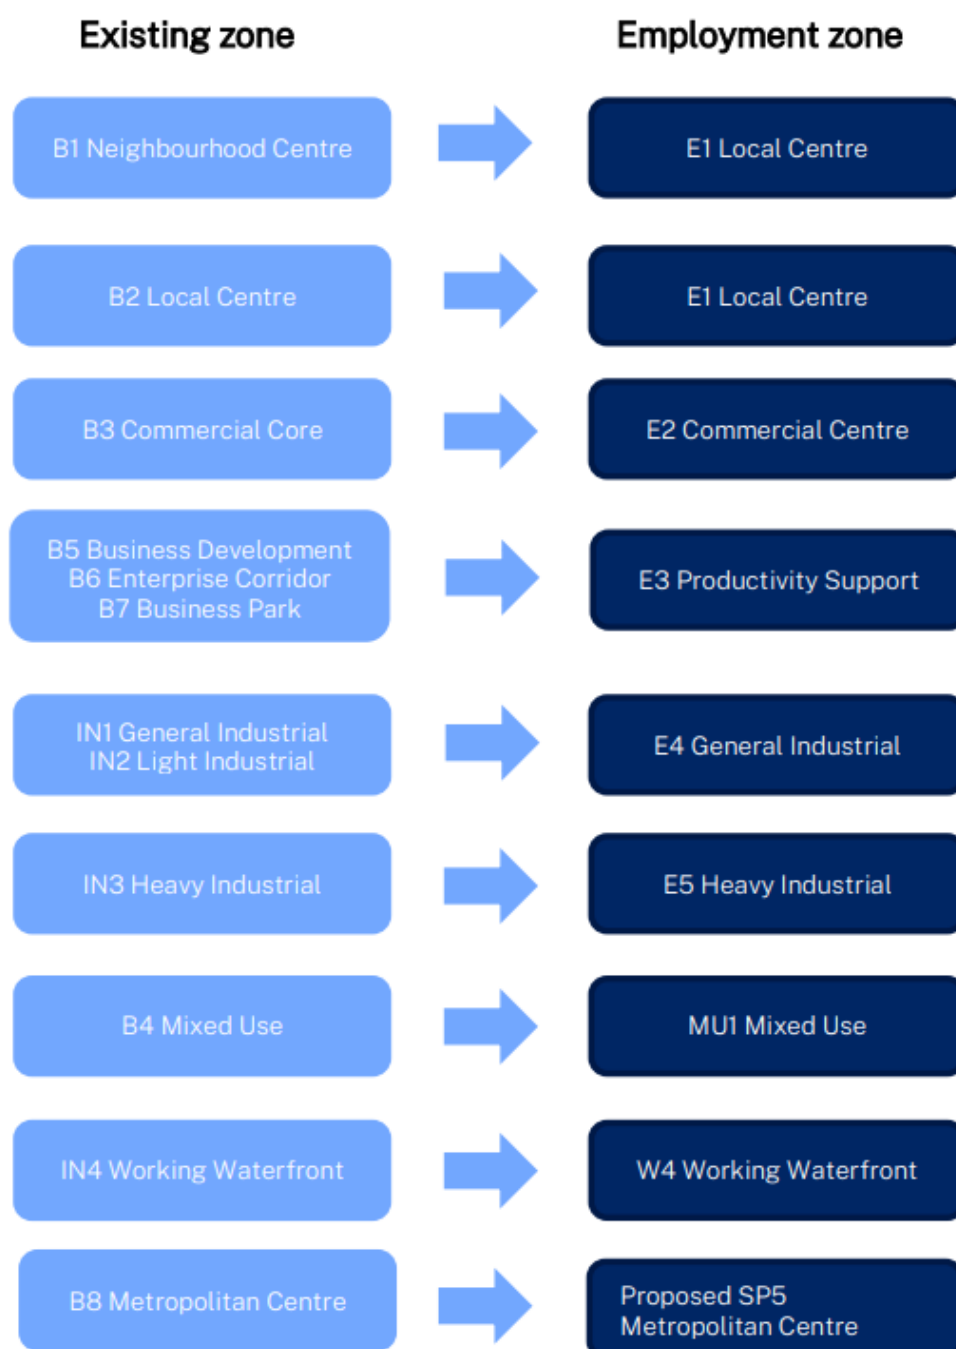 Existing zone Employment zone
B1 Neighbourhood Centre E1 Local Centre
B2 Local Centre E1 Local Centre
B3 Commercial Core E2 Commercial Centre
B5 Business Development
B6 Enterprise Corridor E3 Productivity Support
B7 Business Park
IN1 General Industrial
IN2 Light Industrial E4 General Industrial
IN3 Heavy Industrial E5 Heavy Industrial
B4 Mixed Use MU1 Mixed Use
IN4 Working Waterfront W4 Working Waterfront
B8 Metropolitan Centre Proposed SP5
Metropolitan Centre